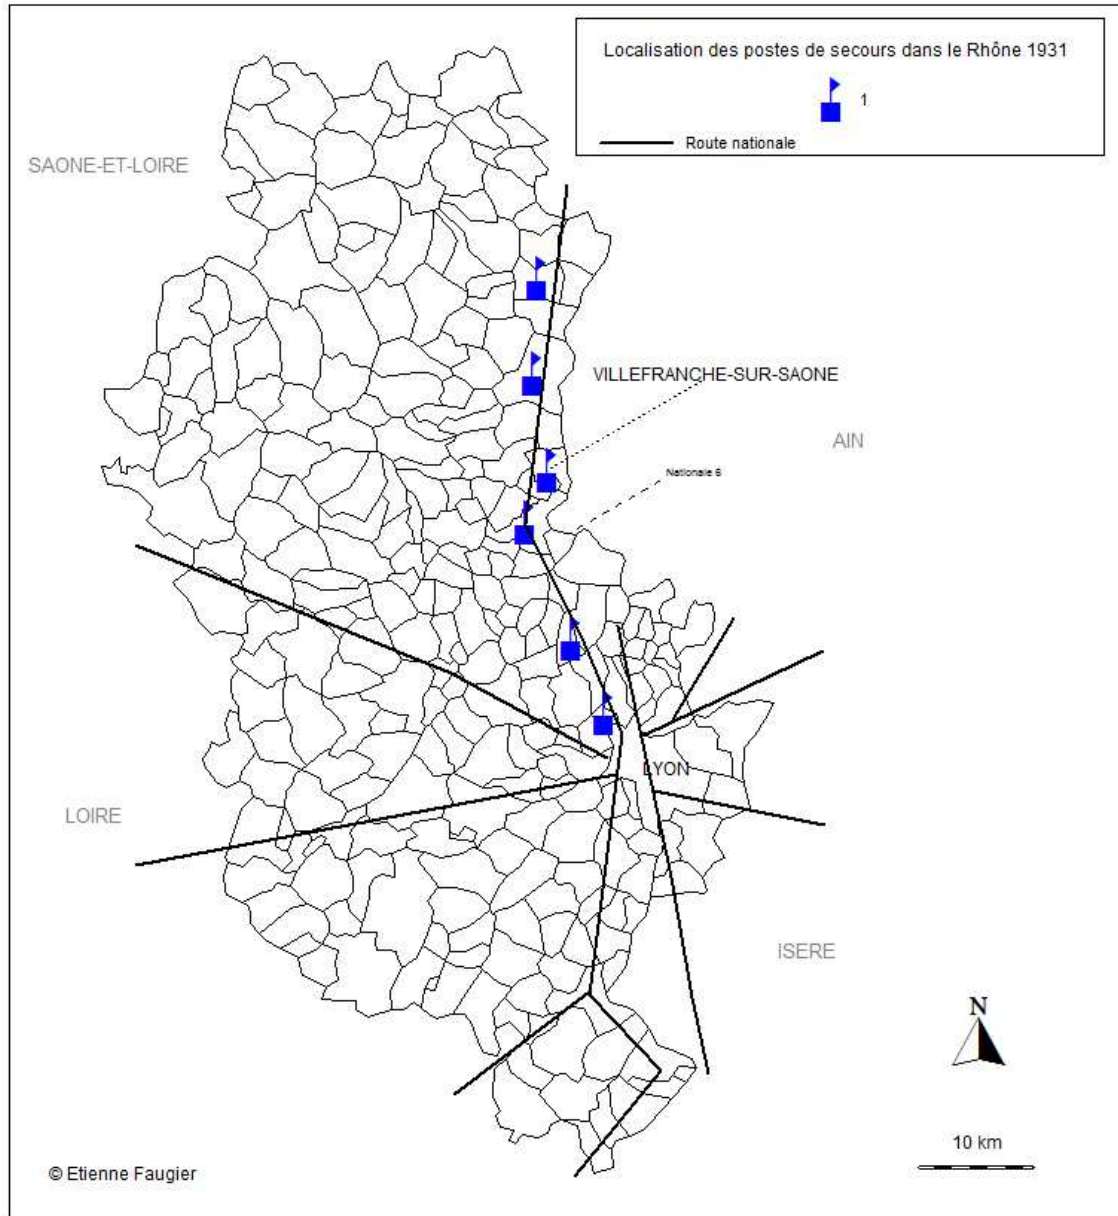 Localisation des postes de secours dans le Rhône 1931
1
Route nationale
SAONE-ET-LOIRE
VILLEFRANCHE-SUR-SAONE
AIN
Nationale 6
LYON
LOIRE
ISERE
N
10 km
© Etienne Faugier